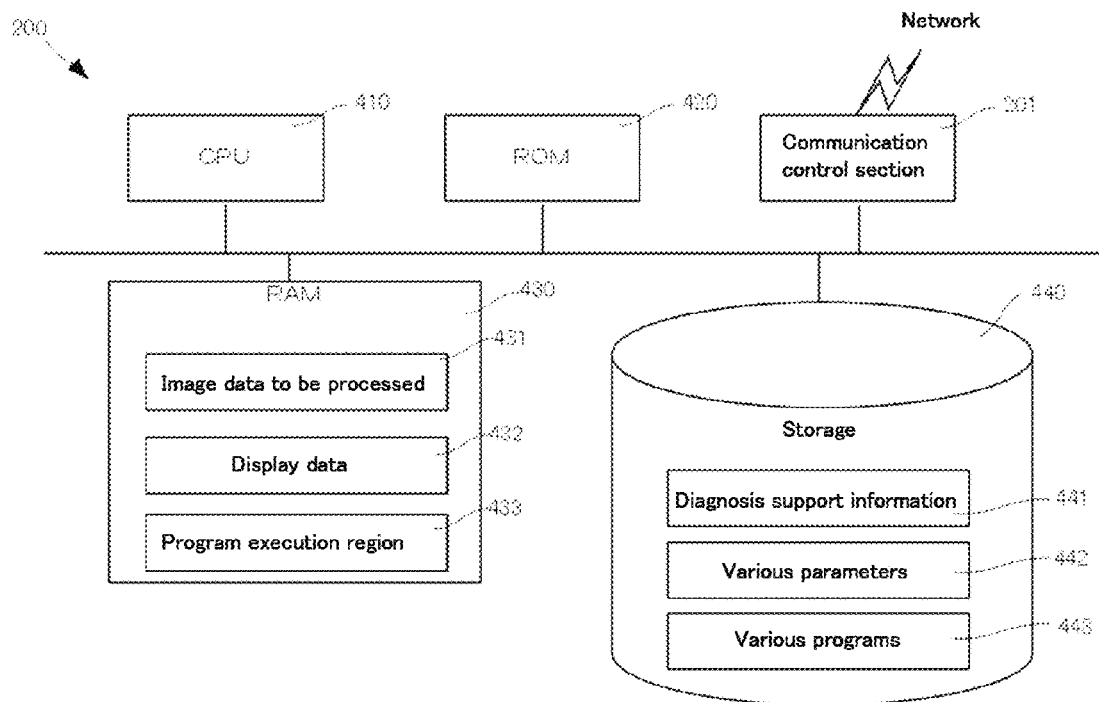 Network
200
410
420
201
CPU
ROM
Communication
control section
RAM
430
440
431
Image data to be processed
432
Display data
Storage
433
Program execution region
Diagnosis support information
441
Various parameters
442
Various programs
443